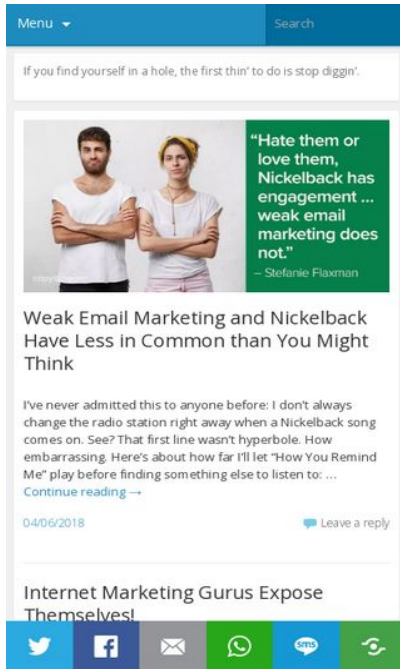 Menu
Search
If you find yourself in a hole, the first thin' to do is stop diggin'.
“Hate them or
love them,
Nickelback has
engagement ...
weak email
marketing does
not.”
– Stefanie Flaxman
Weak Email Marketing and Nickelback
Have Less in Common than You Might
Think
I've never admitted this to anyone before: I don't always
change the radio station right away when a Nickelback song
comes on. See? That first line wasn't hyperbole. How
embarrassing. Here's about how far I'll let "How You Remind
Me" play before finding something else to listen to: …
Continue reading →
04/06/2018
Leave a reply
Internet Marketing Gurus Expose
Themselves!
sms